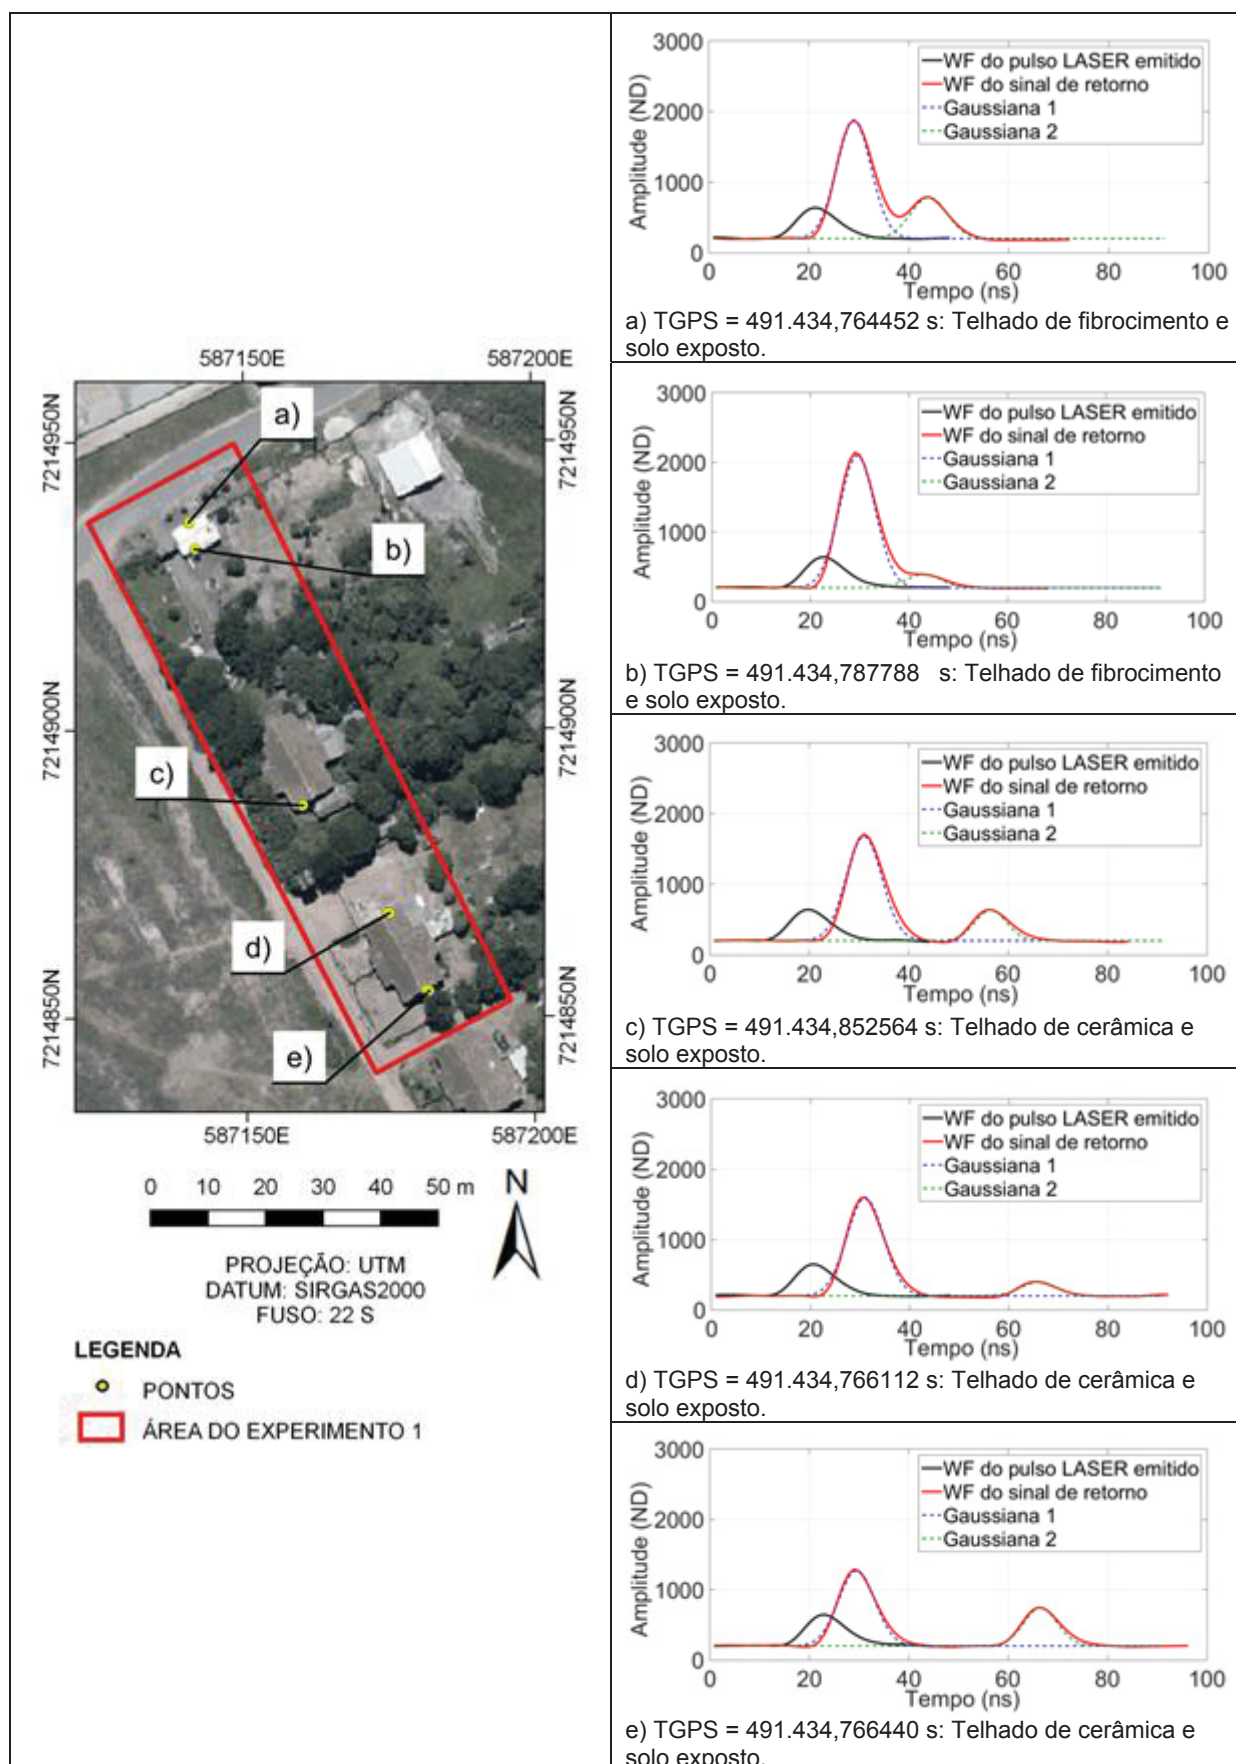 587150E 587200E
7214950N 7214950N
a)
b)
7214900N 7214900N
c)
d)
7214850N 7214850N
e)
587150E 587200E
0 10 20 30 40 50 m N
PROJEÇÃO: UTM
DATUM: SIRGAS2000
FUSO: 22 S
LEGENDA
PONTOS
ÁREA DO EXPERIMENTO 1
3000
2000
1000
0
Amplitude (ND)
WF do pulso LASER emitido
WF do sinal de retorno
Gaussiana 1
Gaussiana 2
0 20 40 60 80 100
Tempo (ns)
a) TGPS = 491.434,764452 s: Telhado de fibrocimento e
solo exposto.
3000
2000
1000
0
Amplitude (ND)
WF do pulso LASER emitido
WF do sinal de retorno
Gaussiana 1
Gaussiana 2
0 20 40 60 80 100
Tempo (ns)
b) TGPS = 491.434,787788 s: Telhado de fibrocimento
e solo exposto.
3000
2000
1000
0
Amplitude (ND)
WF do pulso LASER emitido
WF do sinal de retorno
Gaussiana 1
Gaussiana 2
0 20 40 60 80 100
Tempo (ns)
c) TGPS = 491.434,852564 s: Telhado de cerâmica e
solo exposto.
3000
2000
1000
0
Amplitude (ND)
WF do pulso LASER emitido
WF do sinal de retorno
Gaussiana 1
Gaussiana 2
0 20 40 60 80 100
Tempo (ns)
d) TGPS = 491.434,766112 s: Telhado de cerâmica e
solo exposto.
3000
2000
1000
0
Amplitude (ND)
WF do pulso LASER emitido
WF do sinal de retorno
Gaussiana 1
Gaussiana 2
0 20 40 60 80 100
Tempo (ns)
e) TGPS = 491.434,766440 s: Telhado de cerâmica e
solo exposto.